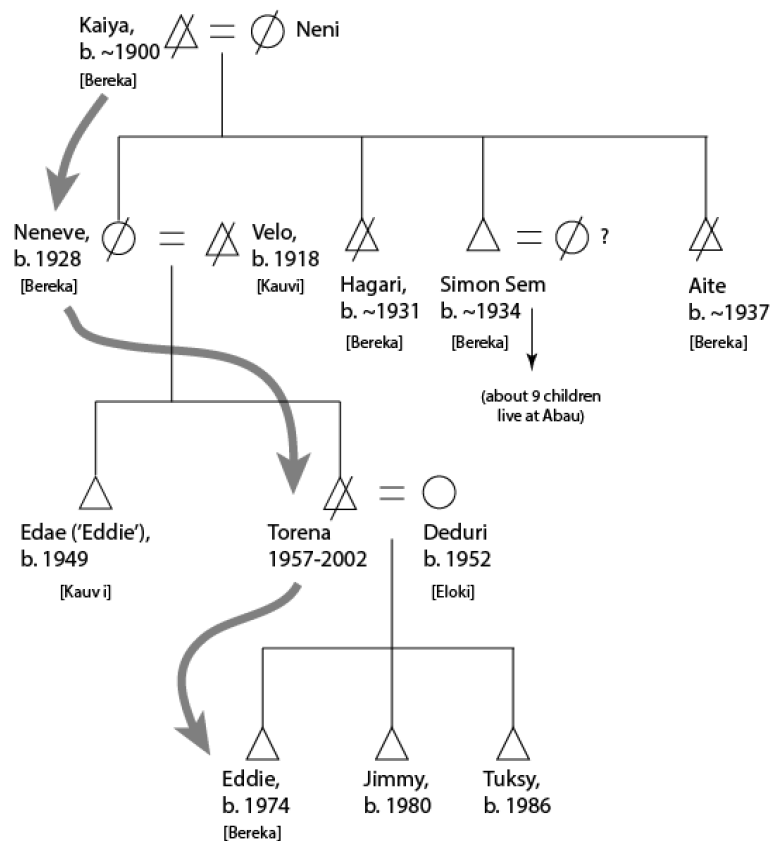 Kaiya,
b. ~1900
[Bereka]
Neni
Neneve,
b. 1928
[Bereka]
Velo,
b. 1918
[Kauvi]
Hagari,
b. ~1931
[Bereka]
?
Simon Sem
b. ~1934
[Bereka]
Aite
b. ~1937
[Bereka]
(about 9 children
live at Abau)
Edae ('Eddie'),
b. 1949
[Kauv i]
Torena
1957-2002
Deduri
b. 1952
[Eloki]
Eddie,
b. 1974
[Bereka]
Jimmy,
b. 1980
Tuksy,
b. 1986